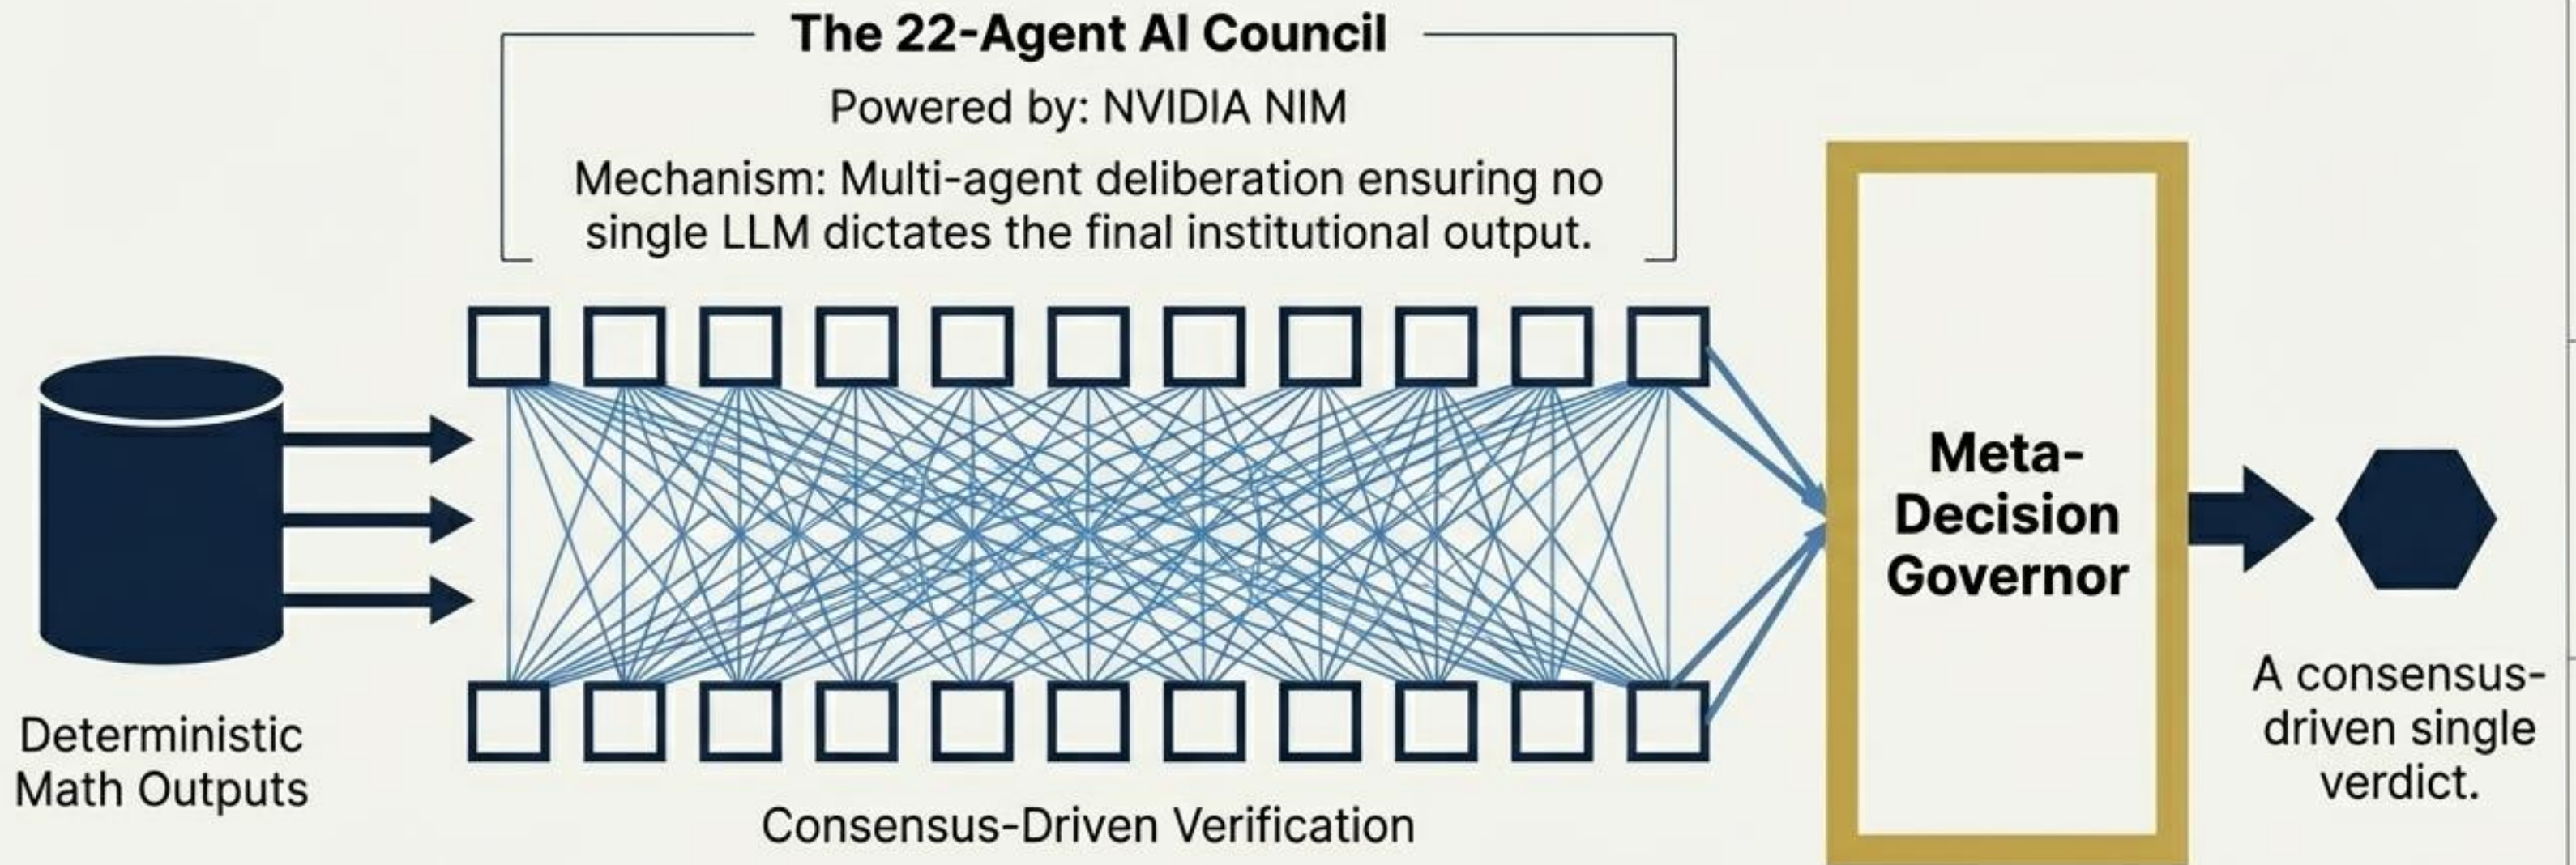 The 22-Agent AI Council
Powered by: NVIDIA NIM
Mechanism: Multi-agent deliberation ensuring no
single LLM dictates the final institutional output.
Deterministic
Math Outputs
Consensus-Driven Verification
Meta-
Decision
Governor
A consensus-
driven single
verdict.